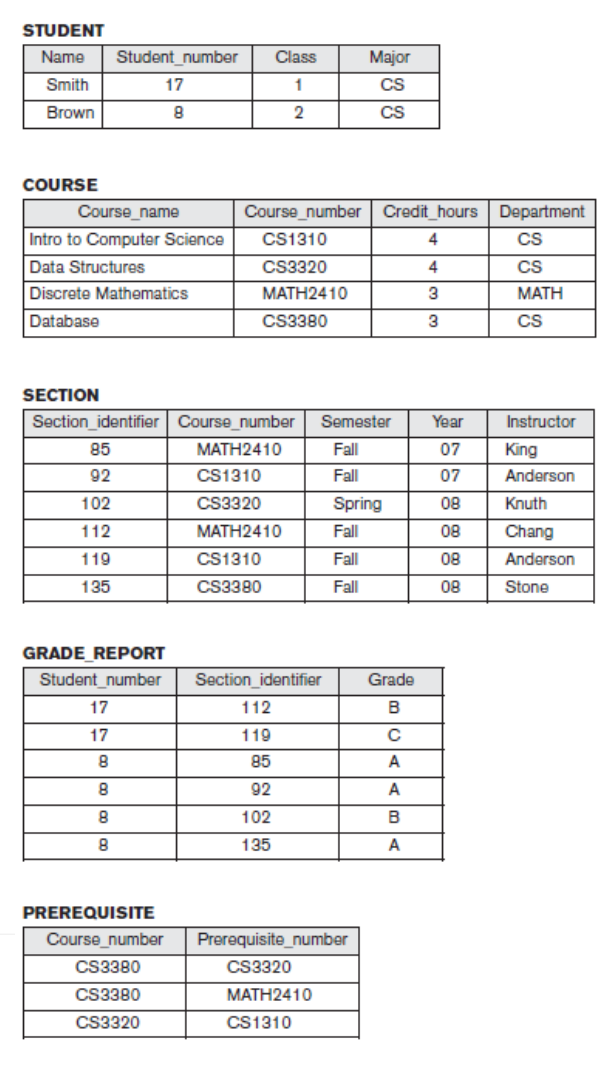 STUDENT
Name Student_number Class Major
Smith 17 1 CS
Brown 8 2 CS
COURSE
Course_name Course_number Credit_hours Department
Intro to Computer Science CS1310 4 CS
Data Structures CS3320 4 CS
Discrete Mathematics MATH2410 3 MATH
Database CS3380 3 CS
SECTION
Section_identifier Course_number Semester Year Instructor
85 MATH2410 Fall 07 King
92 CS1310 Fall 07 Anderson
102 CS3320 Spring 08 Knuth
112 MATH2410 Fall 08 Chang
119 CS1310 Fall 08 Anderson
135 CS3380 Fall 08 Stone
GRADE_REPORT
Student_number Section_identifier Grade
17 112 B
17 119 C
8 85 A
8 92 A
8 102 B
8 135 A
PREREQUISITE
Course_number Prerequisite_number
CS3380 CS3320
CS3380 MATH2410
CS3320 CS1310